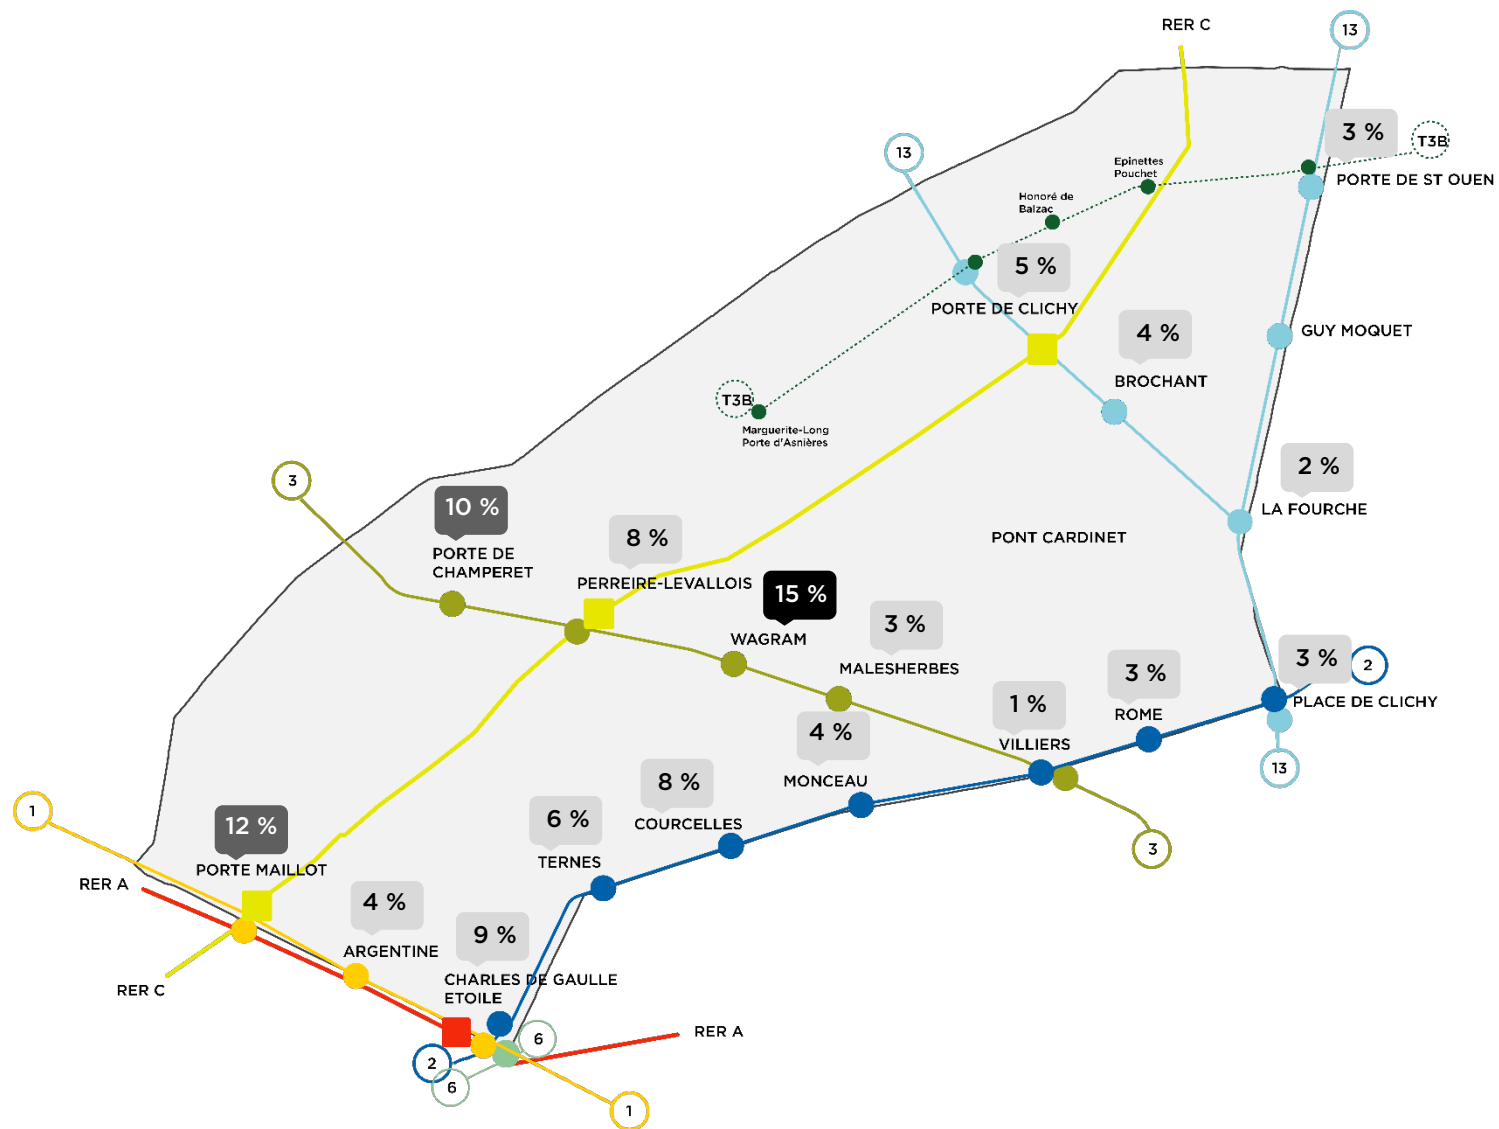 RER C
13
3 %
T3B
13
Epinettes
Pouchet
PORTE DE ST OUEN
Honoré de
Balzac
5 %
PORTE DE CLICHY
4 %
GUY MOQUET
BROCHANT
T3B
Marguerite-Long
Porte d'Asnières
2 %
3
10 %
LA FOURCHE
8 %
PONT CARDINET
PORTE DE
CHAMPERET
PERREIRE-LEVALLOIS
15 %
WAGRAM
3 %
MALESHERBES
3 %
2
3 %
PLACE DE CLICHY
1 %
ROME
4 %
VILLIERS
13
MONCEAU
8 %
1
6 %
COURCELLES
12 %
3
TERNES
PORTE MAILLOT
RER A
4 %
9 %
ARGENTINE
CHARLES DE GAULLE
ETOILE
RER C
RER A
6
2
6
1